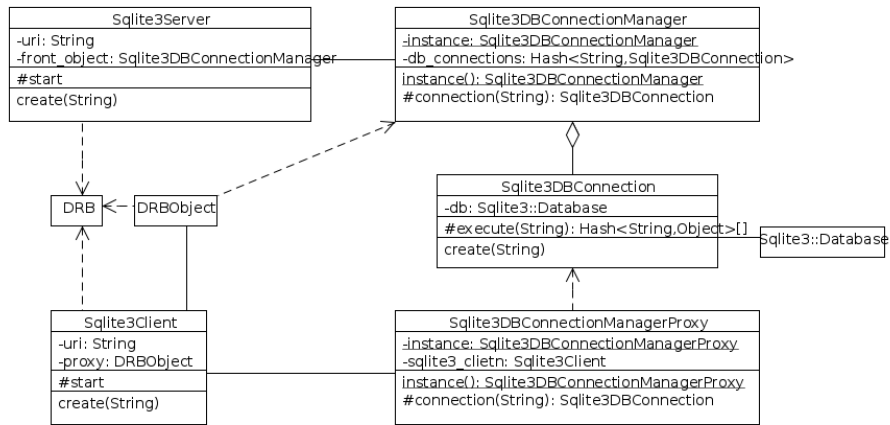 Sqlite3Server
-uri: String
-front_object: Sqlite3DBConnectionManager
#start
create(String)
Sqlite3DBConnectionManager
-instance: Sqlite3DBConnectionManager
-db_connections: Hash<String,Sqlite3DBConnection>
instance(): Sqlite3DBConnectionManager
#connection(String): Sqlite3DBConnection
DRB
DRBObject
Sqlite3DBConnection
-db: Sqlite3::Database
#execute(String): Hash<String,Object>[]
create(String)
Sqlite3::Database
Sqlite3Client
-uri: String
-proxy: DRBObject
#start
create(String)
Sqlite3DBConnectionManagerProxy
-instance: Sqlite3DBConnectionManagerProxy
-sqlite3_clietn: Sqlite3Client
instance(): Sqlite3DBConnectionManagerProxy
#connection(String): Sqlite3DBConnection